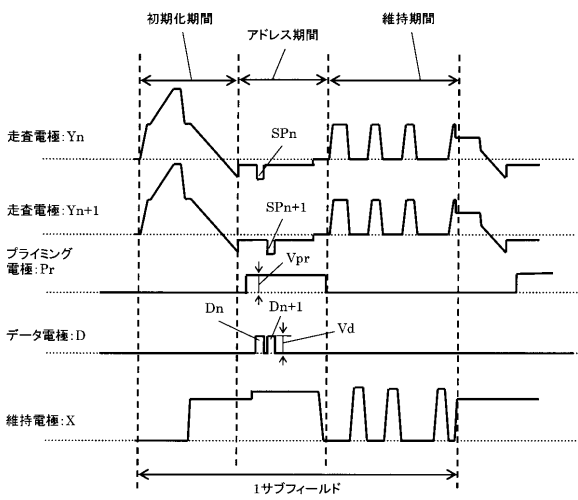 初期化期間
アドレス期間
維持期間
SPn
走査電極:Yn
SPn+1
走査電極:Yn+1
プライミング
電極:Pr
Vpr
Dn
Dn+1
データ電極:D
Vd
維持電極:X
1サブフィールド